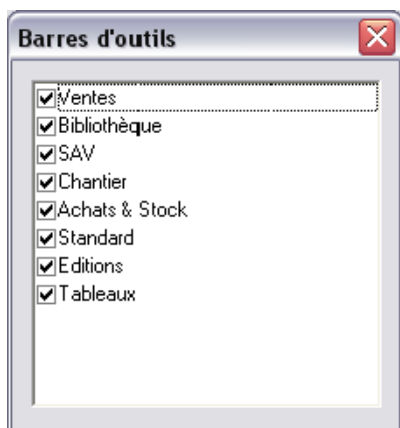 Barres d'outils
Ventes
Bibliothèque
SAV
Chantier
Achats & Stock
Standard
Editions
Tableaux